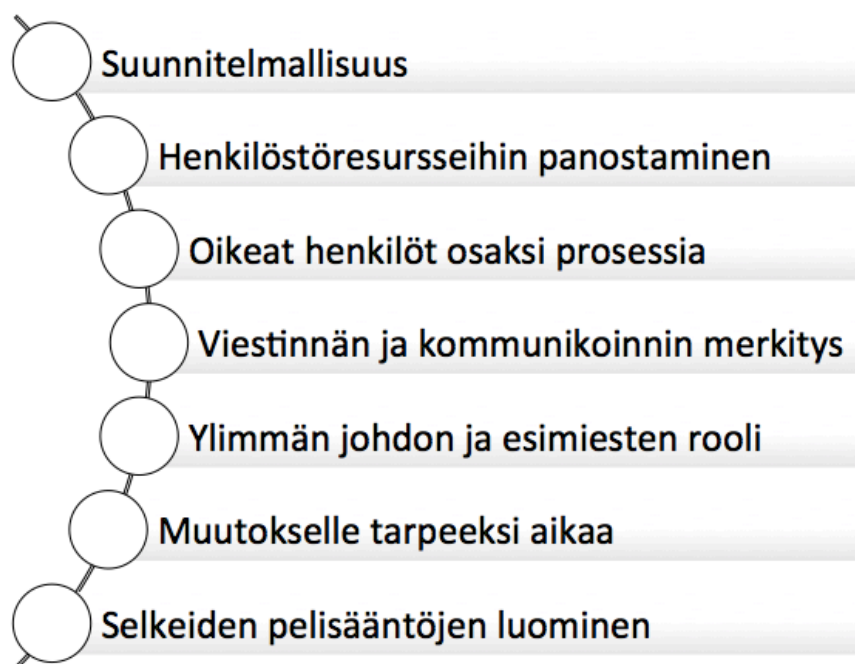 Suunnitelmallisuus
Henkilöstöresursseihin panostaminen
Oikeat henkilöt osaksi prosessia
Viestinnän ja kommunikoinnin merkitys
Ylimmän johdon ja esimiesten rooli
Muutokselle tarpeeksi aikaa
Selkeiden pelisääntöjen luominen